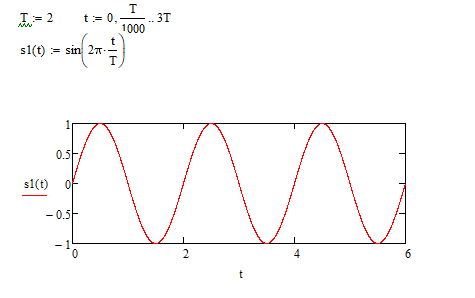 T := 2    t := 0, T/1000 .. 3T
s1(t) := sin(2π·t/T)
1
0.5
s1(t) 0
− 0.5
− 1
0 2 4 6
t